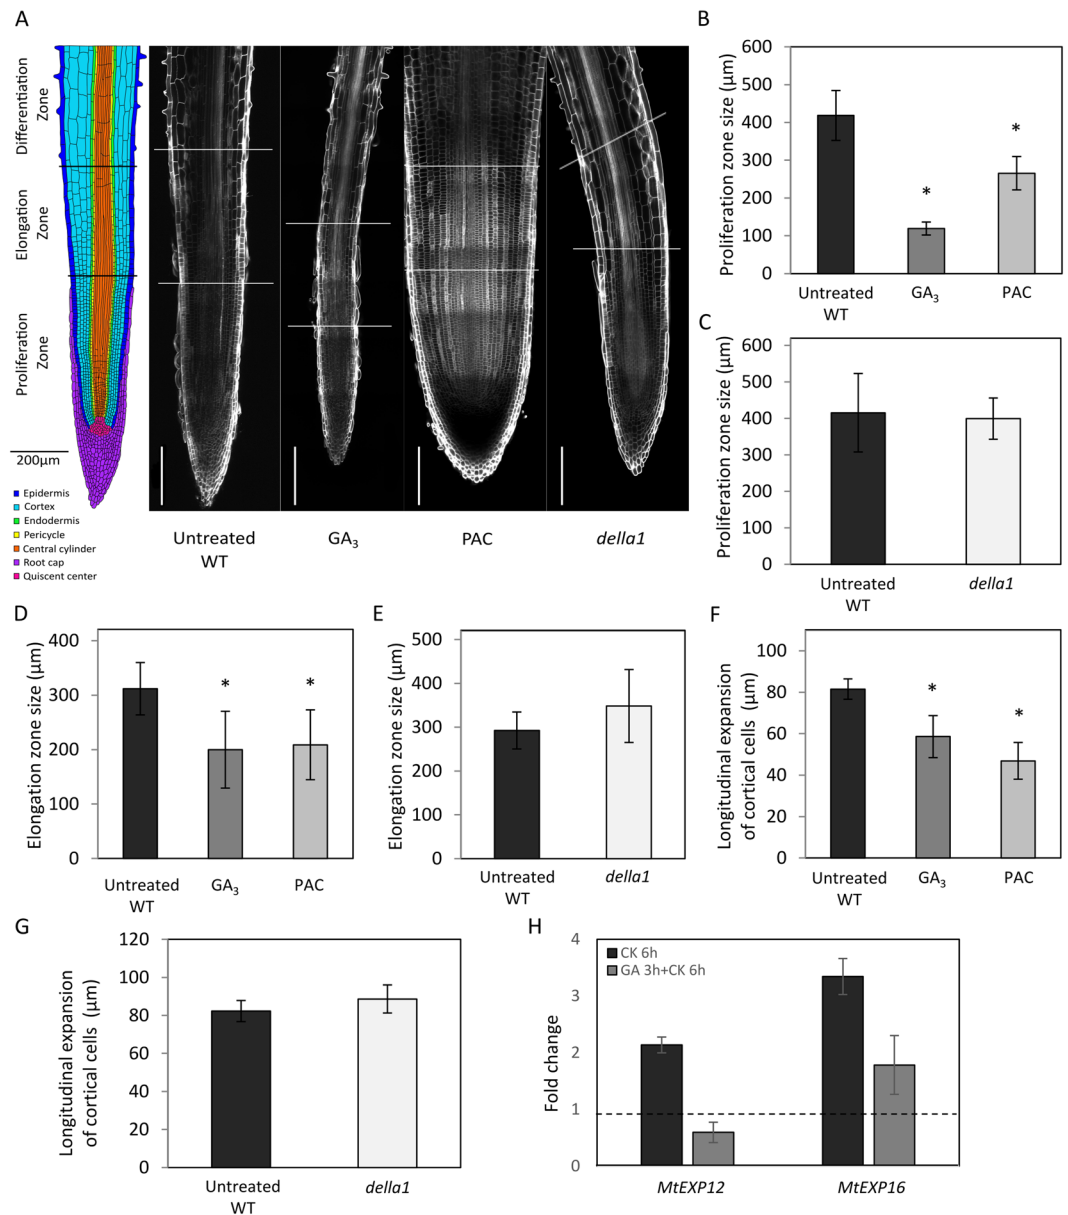 A
Differentiation
Zone
Elongation
Zone
Proliferation
Zone
200µm
Epidermis
Cortex
Endodermis
Pericycle
Central cylinder
Root cap
Quiscent center
Untreated
WT
GA3
PAC
della1
B
Proliferation zone size (µm)
600
500
400
300
200
100
0
*
*
Untreated
WT
GA3
PAC
C
Proliferation zone size (µm)
600
500
400
300
400
500
600
Untreated
WT
della1
D
Elongation zone size (µm)
400
300
200
100
0
*
*
Untreated
WT
GA3
PAC
E
Elongation zone size (µm)
500
400
300
200
100
0
Untreated
WT
della1
F
Longitudinal expansion
of cortical cells (µm)
100
80
60
40
20
0
*
*
Untreated
WT
GA3
PAC
G
Longitudinal expansion
of cortical cells (µm)
120
100
80
60
40
20
0
Untreated
WT
della1
H
Fold change
4
3
2
1
0
CK 6h
GA 3h+CK 6h
MtEXP12
MtEXP16